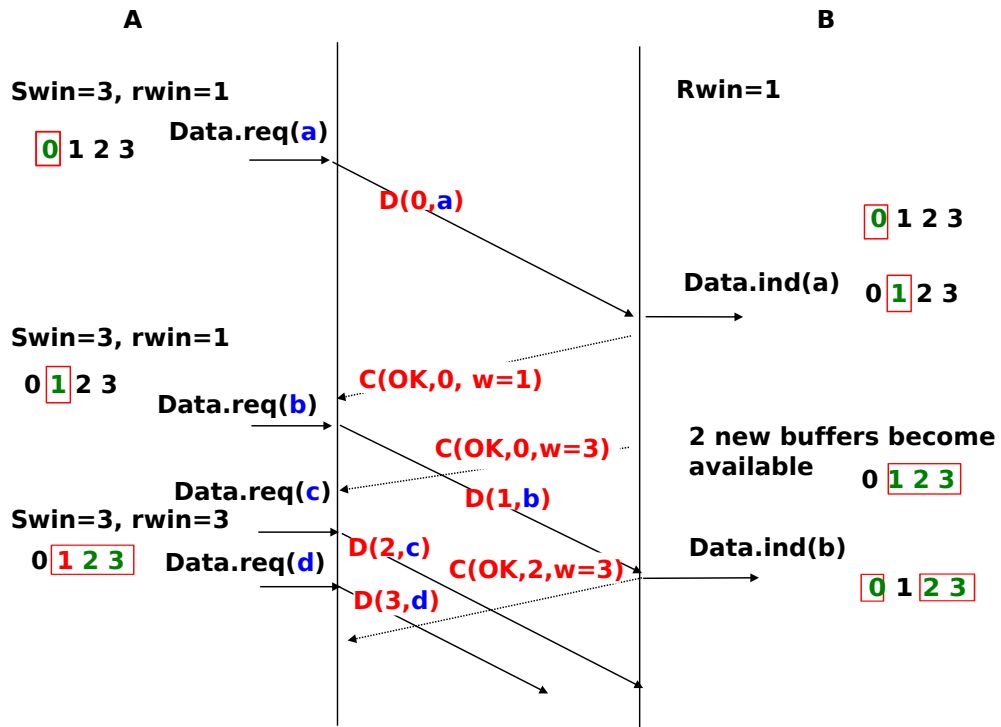 A
B
Swin=3, rwin=1
Rwin=1
Data.req(a)
0 1 2 3
D(0,a)
0 1 2 3
Data.ind(a)
0 1 2 3
Swin=3, rwin=1
C(OK,0, w=1)
0 1 2 3
Data.req(b)
2 new buffers become
available
C(OK,0,w=3)
0 1 2 3
Data.req(c)
D(1,b)
Swin=3, rwin=3
D(2,c)
Data.ind(b)
0 1 2 3
Data.req(d)
C(OK,2,w=3)
0 1 2 3
D(3,d)